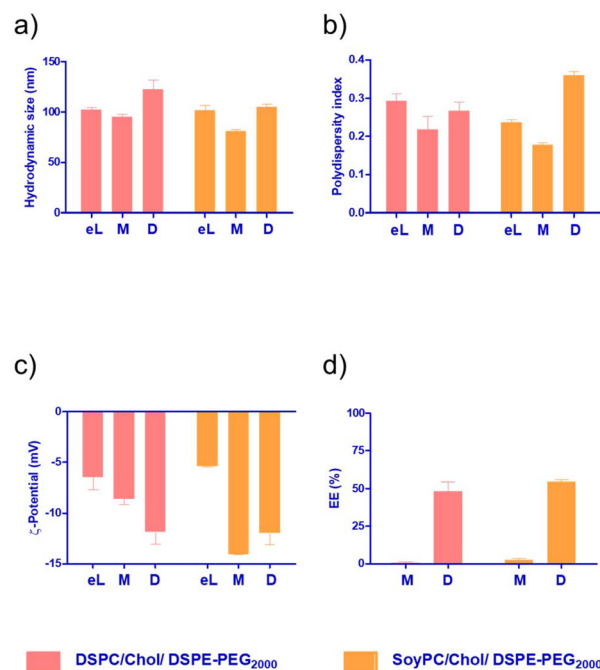 a)
Hydrodynamic size (nm)
150
100
50
0
eL M D eL M D
b)
Polydispersity index
0.4
0.3
0.2
0.1
0.0
eL M D eL M D
c)
ζ-Potential (mV)
0
-5
-10
-15
eL M D eL M D
d)
EE (%)
100
75
50
25
0
M D M D
DSPC/Chol/ DSPE-PEG2000
SoyPC/Chol/ DSPE-PEG2000